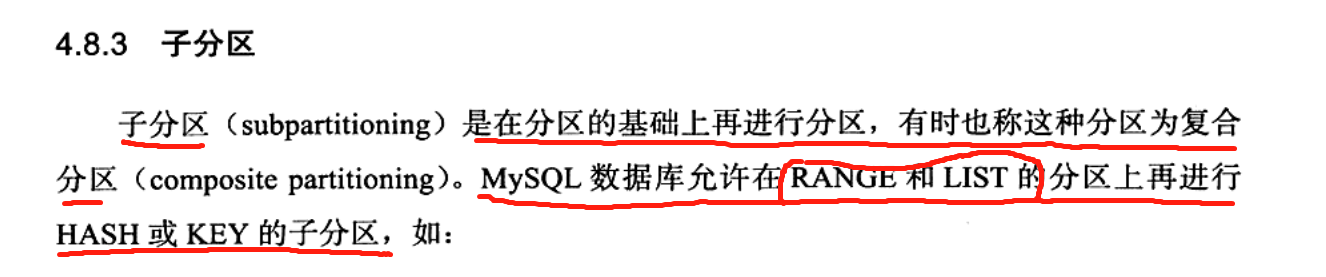 4.8.3 子分区
子分区（subpartitioning）是在分区的基础上再进行分区，有时也称这种分区为复合
分区（composite partitioning）。MySQL 数据库允许在 RANGE 和 LIST 的分区上再进行
HASH 或 KEY 的子分区，如：